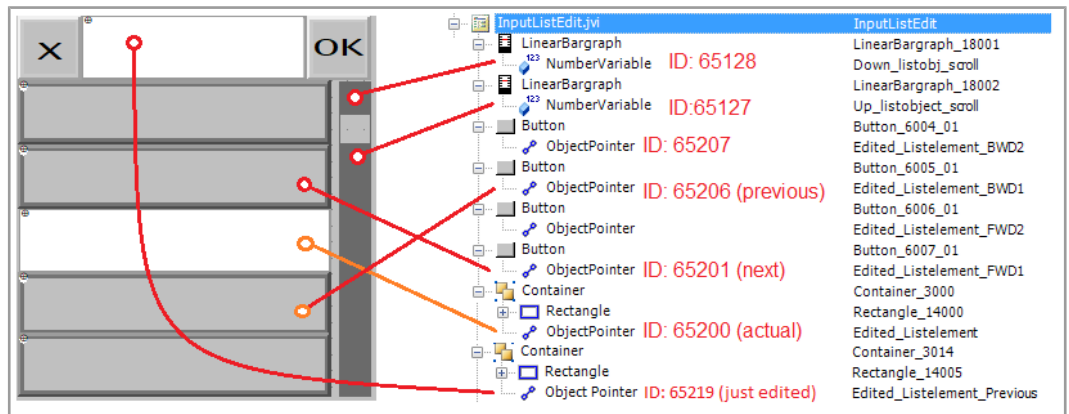 X
OK
InputListEdit.jvi InputListEdit
LinearBargraph LinearBargraph_18001
123 NumberVariable ID: 65128 Down_listobj_scroll
LinearBargraph LinearBargraph_18002
123 NumberVariable ID:65127 Up_listobject_scroll
Button Button_6004_01
ObjectPointer ID: 65207 Edited_Listelement_BWD2
Button Button_6005_01
ObjectPointer ID: 65206 (previous) Edited_Listelement_BWD1
Button Button_6006_01
ObjectPointer Edited_Listelement_FWD2
Button Button_6007_01
ObjectPointer ID: 65201 (next) Edited_Listelement_FWD1
Container Container_3000
Rectangle Rectangle_14000
ObjectPointer ID: 65200 (actual) Edited_Listelement
Container Container_3014
Rectangle Rectangle_14005
Object Pointer ID: 65219 (just edited) Edited_Listelement_Previous